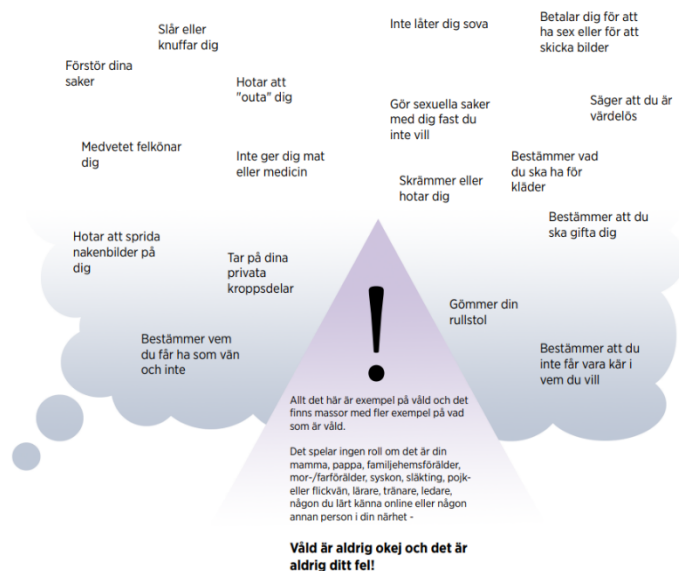 Slår eller
knuffar dig
Inte låter dig sova
Betalar dig för att
ha sex eller för att
skicka bilder
Förstör dina
saker
Hotar att
"outa" dig
Gör sexuella saker
med dig fast du
inte vill
Säger att du är
värdelös
Medvetet felkönar
dig
Inte ger dig mat
eller medicin
Skrämmer eller
hotar dig
Bestämmer vad
du ska ha för
kläder
Bestämmer att du
ska gifta dig
Hotar att sprida
nakenbilder på
dig
Tar på dina
privata
kroppsdelar
Gömmer din
rullstol
Bestämmer vem
du får ha som vän
och inte
Bestämmer att du
inte får vara kär i
vem du vill
!
Allt det här är exempel på våld och det
finns massor med fler exempel på vad
som är våld.
Det spelar ingen roll om det är din
mamma, pappa, familjehemsförälder,
mor-/farförälder, syskon, släkting, pojk-
eller flickvän, lärare, tränare, ledare,
någon du lärt känna online eller någon
annan person i din närhet -
Våld är aldrig okej och det är
aldrig ditt fel!